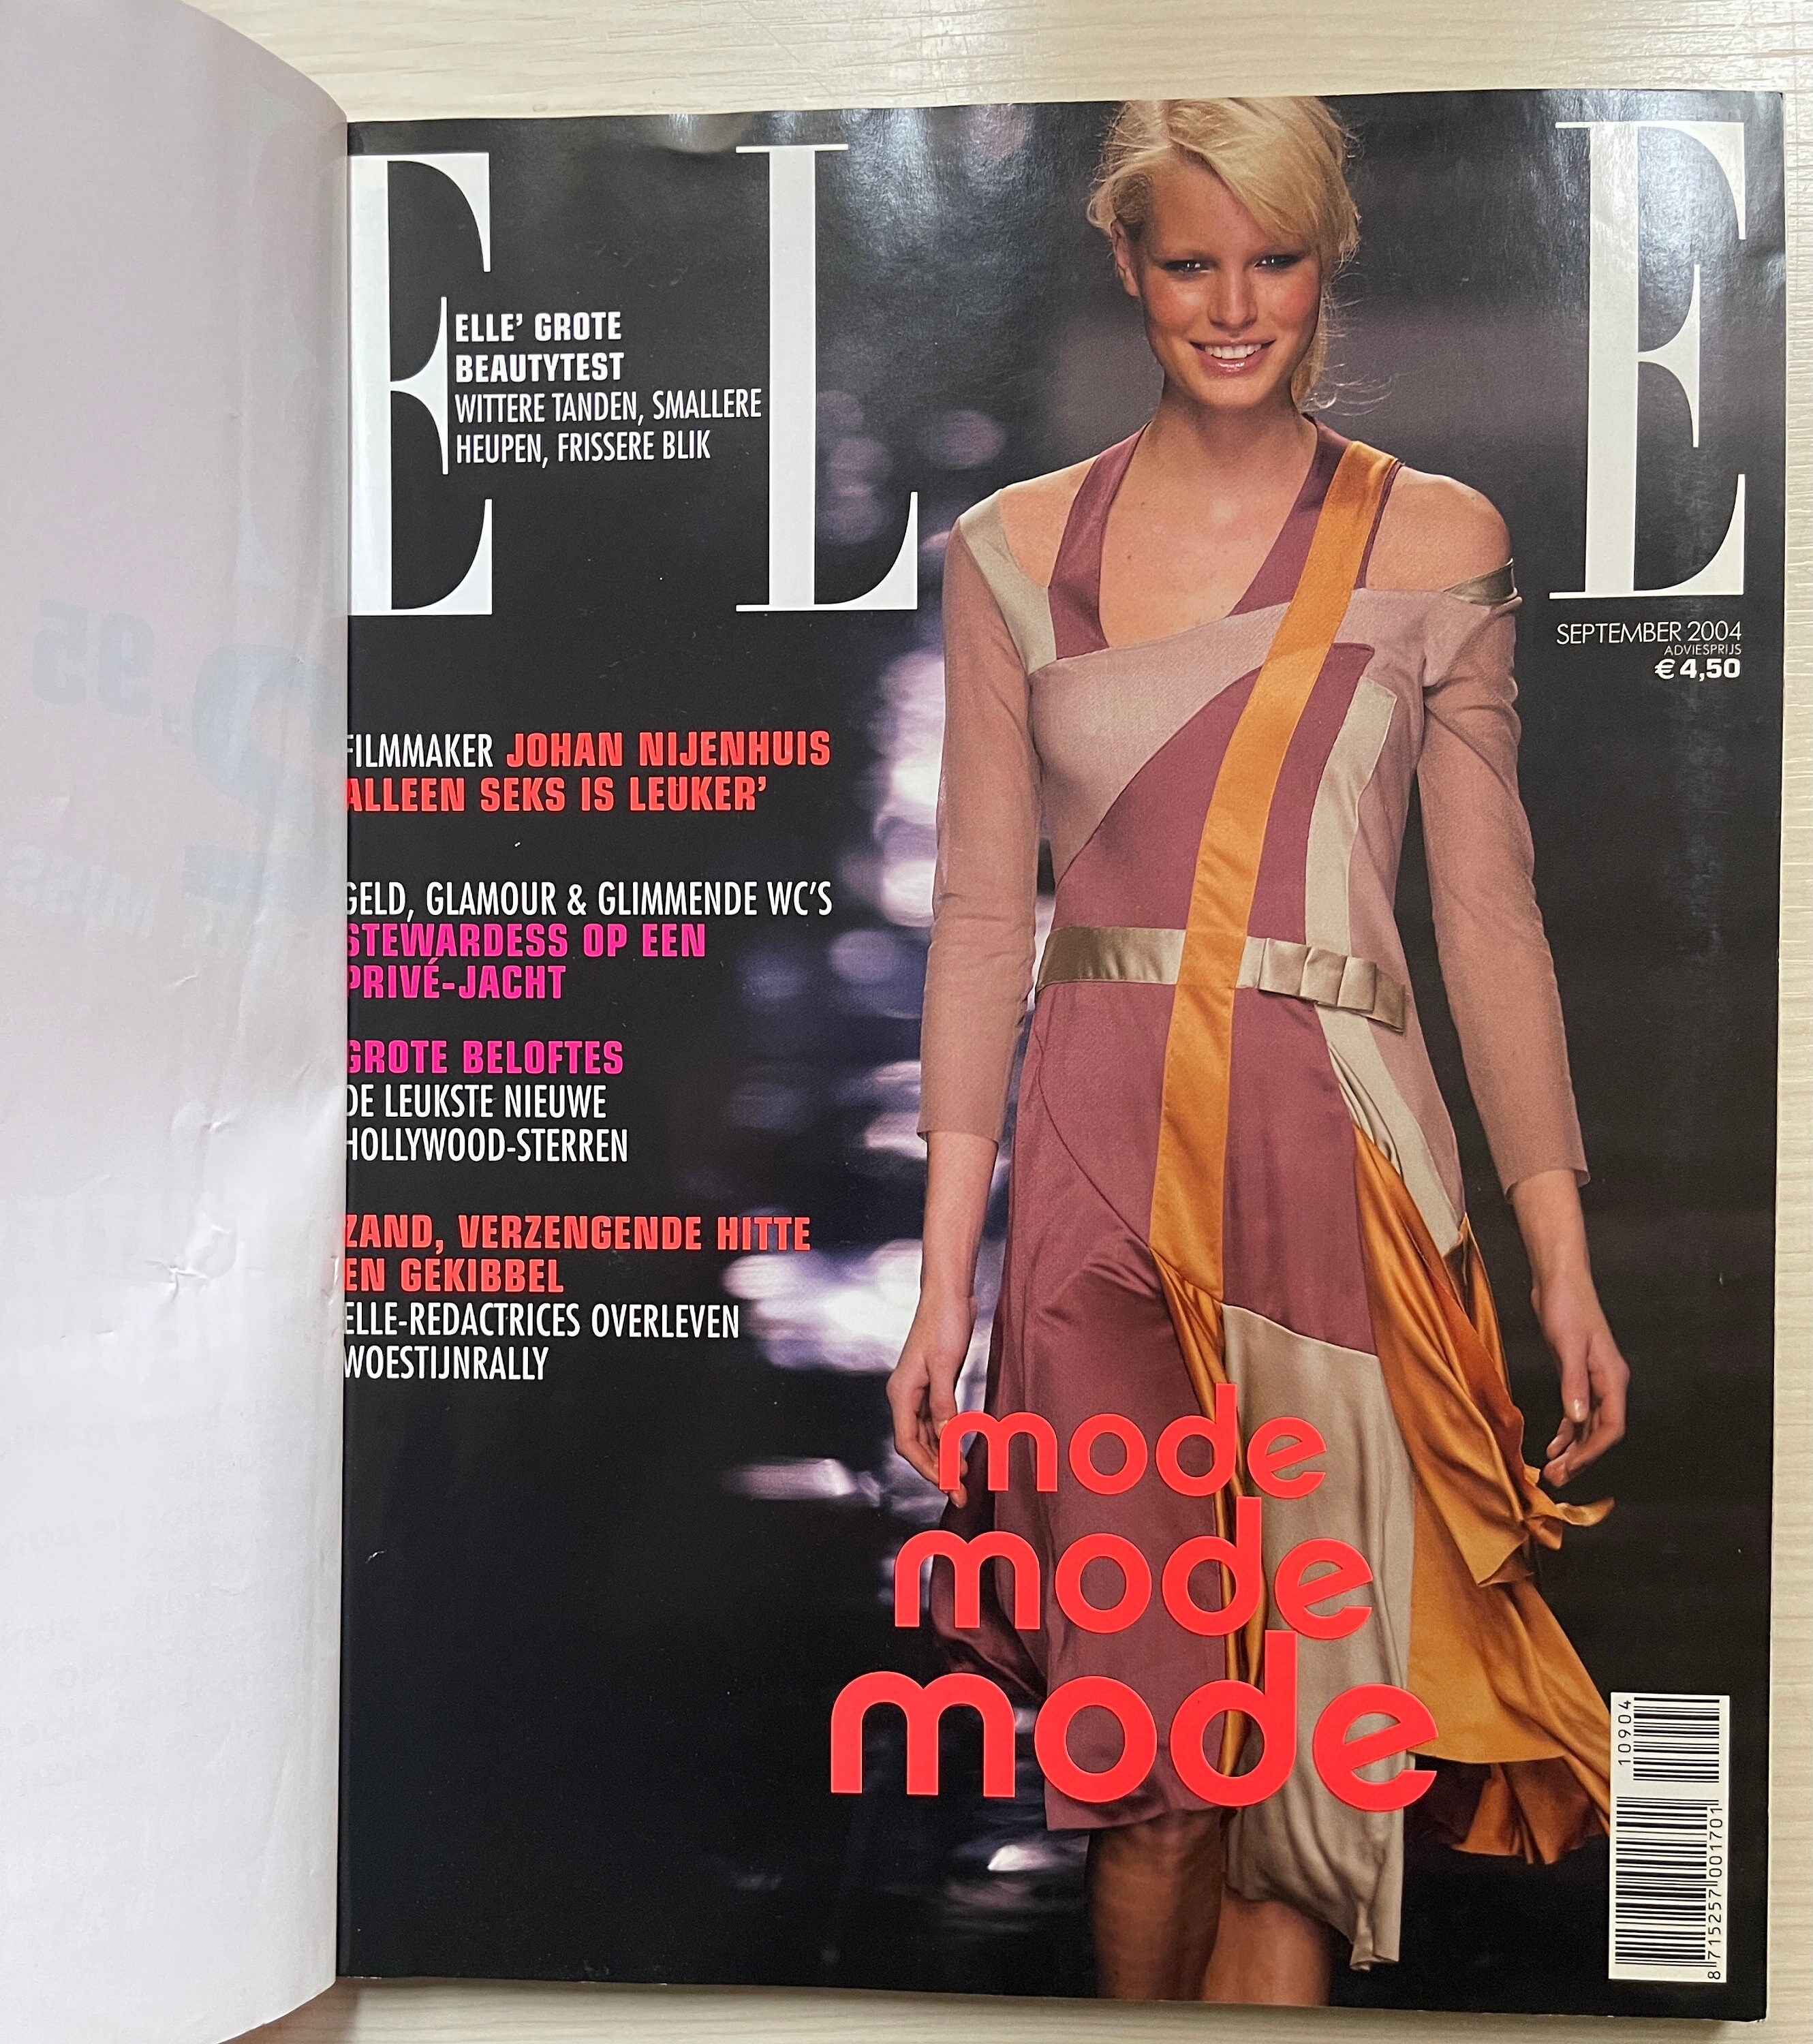 ELLE
ELLE' GROTE
BEAUTYTEST
WITTERE TANDEN, SMALLERE
HEUPEN, FRISSERE BLIK
SEPTEMBER 2004
ADVIESPRIJS
€ 4,50
FILMMAKER JOHAN NIJENHUIS
ALLEEN SEKS IS LEUKER'
GELD, GLAMOUR & GLIMMENDE WC'S
STEWARDESS OP EEN
PRIVÉ-JACHT
GROTE BELOFTES
DE LEUKSTE NIEUWE
HOLLYWOOD-STERREN
ZAND, VERZENGENDE HITTE
EN GEKIBBEL
ELLE-REDACTRICES OVERLEVEN
WOESTIJNRALLY
mode
mode
mode
10904
8 715257 001701